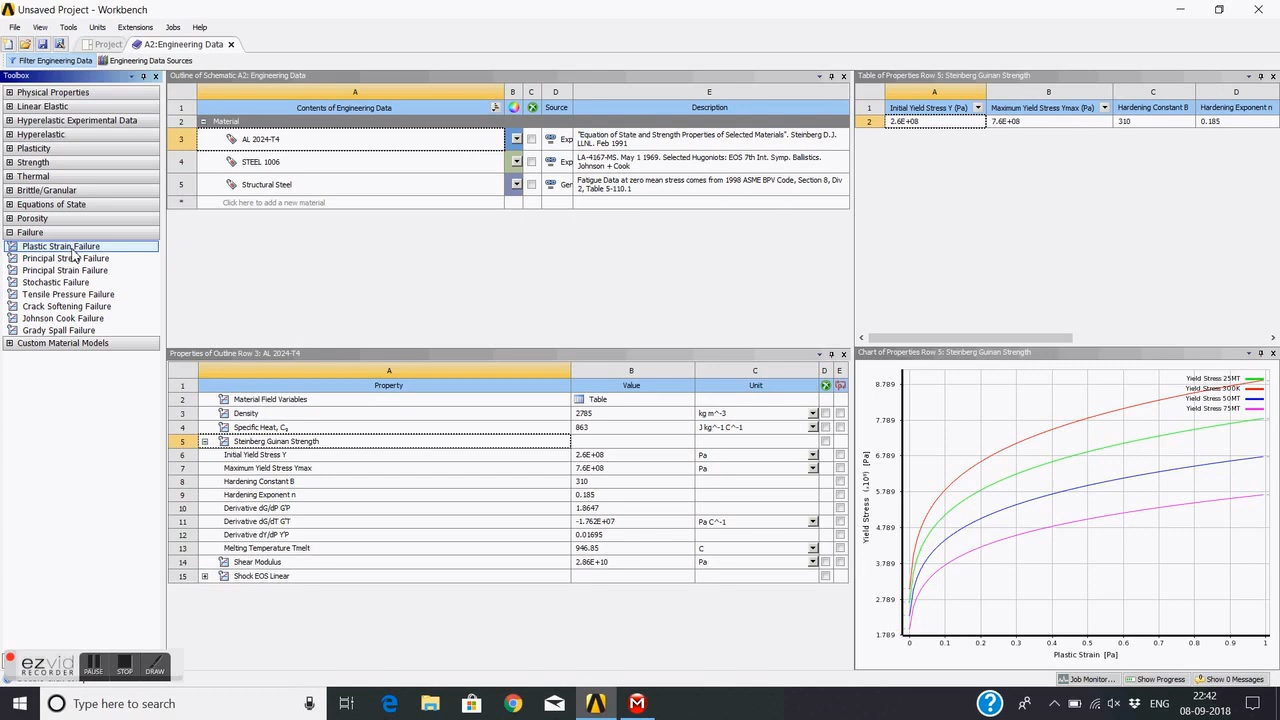 Unsaved Project - Workbench
File View Tools Units Extensions Jobs Help
Project A2:Engineering Data
Filter Engineering Data Engineering Data Sources
Toolbox
Physical Properties
Linear Elastic
Hyperelastic Experimental Data
Hyperelastic
Plasticity
Strength
Thermal
Brittle/Granular
Equations of State
Porosity
Failure
Plastic Strain Failure
Principal Stress Failure
Principal Strain Failure
Stochastic Failure
Tensile Pressure Failure
Crack Softening Failure
Johnson Cook Failure
Grady Spall Failure
Custom Material Models
Outline of Schematic A2: Engineering Data
A B C D E
1 Contents of Engineering Data Source Description
2 Material
3 AL 2024-T4 Exp "Equation of State and Strength Properties of Selected Materials". Steinberg D.J.
LLNL. Feb 1991
4 STEEL 1006 Exp LA-4167-MS. May 1 1969. Selected Hugoniots: EOS 7th Int. Symp. Ballistics.
Johnson + Cook
5 Structural Steel Ger Fatigue Data at zero mean stress comes from 1998 ASME BPV Code, Section 8, Div
2, Table 5-110.1
* Click here to add a new material
Table of Properties Row 5: Steinberg Guinan Strength
A B C D
1 Initial Yield Stress Y (Pa) Maximum Yield Stress Ymax (Pa) Hardening Constant B Hardening Exponent n
2 2.6E+08 7.6E+08 310 0.185
Properties of Outline Row 3: AL 2024-T4
A B C D E
1 Property Value Unit
2 Material Field Variables Table
3 Density 2785 kg m^-3
4 Specific Heat, Cₚ 863 J kg^-1 C^-1
5 Steinberg Guinan Strength
6 Initial Yield Stress Y 2.6E+08 Pa
7 Maximum Yield Stress Ymax 7.6E+08 Pa
8 Hardening Constant B 310
9 Hardening Exponent n 0.185
10 Derivative dG/dP G'P 1.8647
11 Derivative dG/dT G'T -1.762E+07 Pa C^-1
12 Derivative dY/dP Y'P 0.01695
13 Melting Temperature Tmelt 946.85 C
14 Shear Modulus 2.86E+10 Pa
15 Shock EOS Linear
Chart of Properties Row 5: Steinberg Guinan Strength
Yield Stress 25MT
Yield Stress 300K
Yield Stress 50MT
Yield Stress 75MT
8.789
7.789
6.789
5.789
4.789
3.789
2.789
1.789
Yield Stress (.10⁸) [Pa]
0 0.1 0.2 0.3 0.4 0.5 0.6 0.7 0.8 0.9 1
Plastic Strain [Pa]
ezvid
RECORDER
PAUSE STOP DRAW
Job Monitor... Show Progress Show 0 Messages
Type here to search
ENG
22:42
08-09-2018